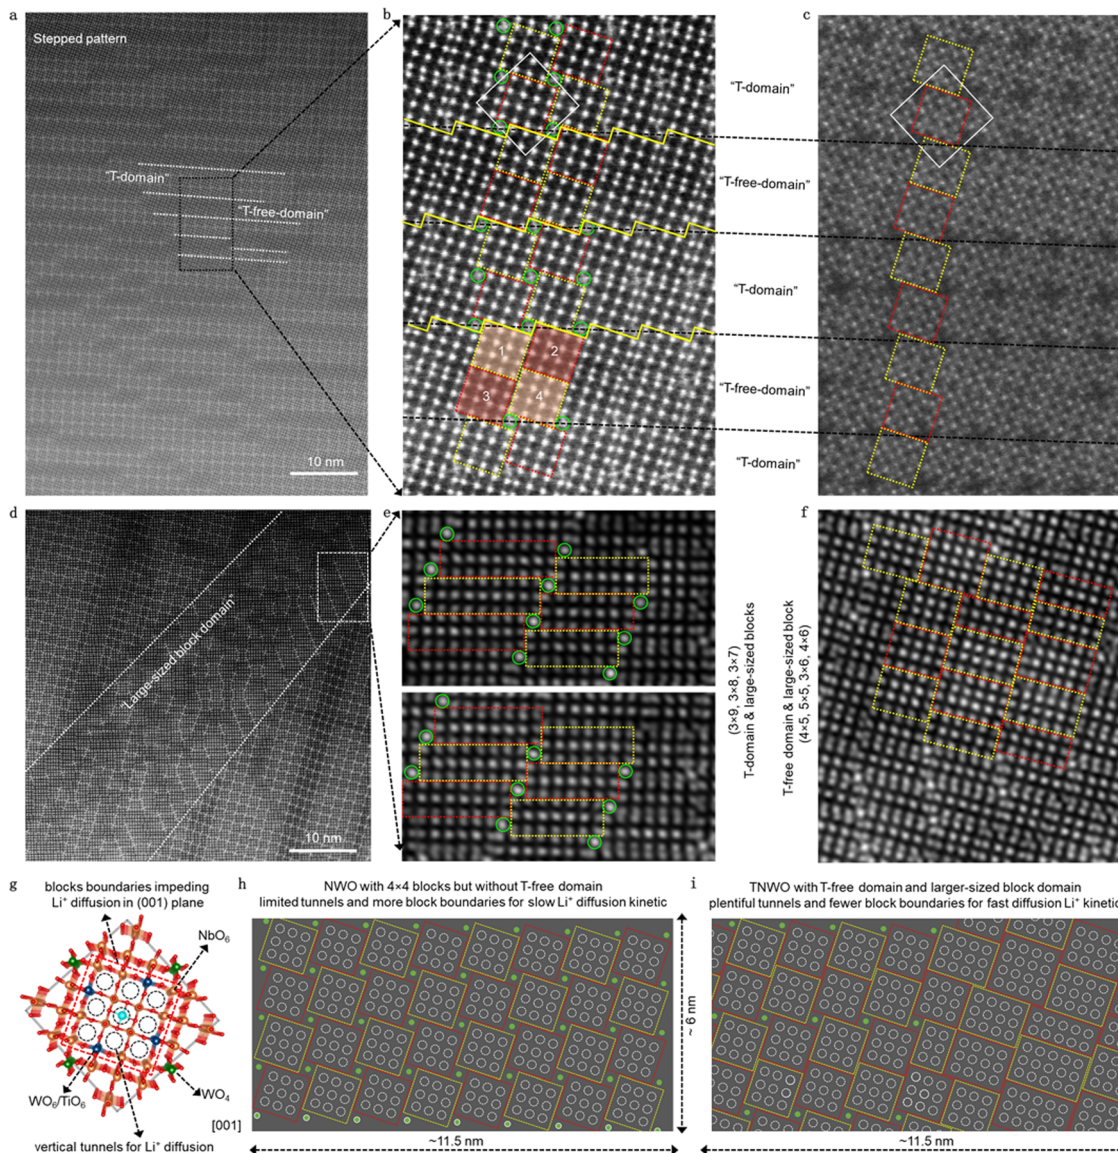 a
Stepped pattern
"T-domain"
"T-free-domain"
10 nm
b
1
2
3
4
"T-domain"
"T-free-domain"
"T-domain"
"T-free-domain"
"T-domain"
c
d
"Large-sized block domain"
10 nm
e
T-domain & large-sized blocks
(3×9, 3×8, 3×7)
T-free domain & large-sized block
(4×5, 5×5, 3×6, 4×6)
f
g
blocks boundaries impeding
Li⁺ diffusion in (001) plane
NbO₆
WO₆/TiO₆
WO₄
[001]
vertical tunnels for Li⁺ diffusion
h
NWO with 4×4 blocks but without T-free domain
limited tunnels and more block boundaries for slow Li⁺ diffusion kinetic
~ 6 nm
~11.5 nm
i
TNWO with T-free domain and larger-sized block domain
plentiful tunnels and fewer block boundaries for fast diffusion Li⁺ kinetic
~11.5 nm